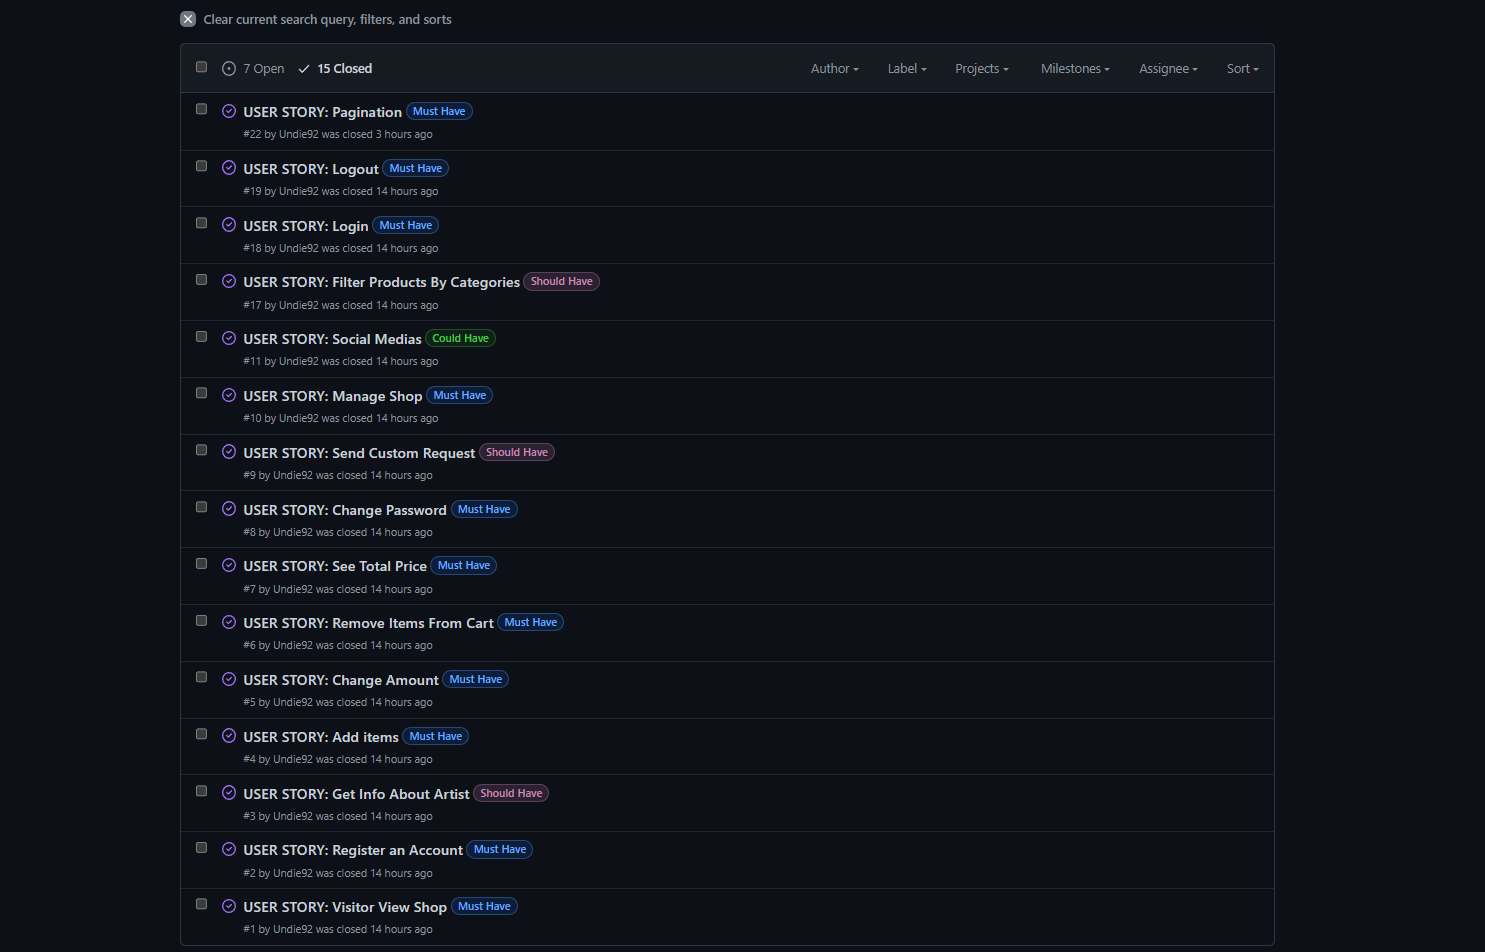 Clear current search query, filters, and sorts
7 Open 15 Closed Author Label Projects Milestones Assignee Sort
USER STORY: Pagination Must Have
#22 by Undie92 was closed 3 hours ago
USER STORY: Logout Must Have
#19 by Undie92 was closed 14 hours ago
USER STORY: Login Must Have
#18 by Undie92 was closed 14 hours ago
USER STORY: Filter Products By Categories Should Have
#17 by Undie92 was closed 14 hours ago
USER STORY: Social Medias Could Have
#11 by Undie92 was closed 14 hours ago
USER STORY: Manage Shop Must Have
#10 by Undie92 was closed 14 hours ago
USER STORY: Send Custom Request Should Have
#9 by Undie92 was closed 14 hours ago
USER STORY: Change Password Must Have
#8 by Undie92 was closed 14 hours ago
USER STORY: See Total Price Must Have
#7 by Undie92 was closed 14 hours ago
USER STORY: Remove Items From Cart Must Have
#6 by Undie92 was closed 14 hours ago
USER STORY: Change Amount Must Have
#5 by Undie92 was closed 14 hours ago
USER STORY: Add items Must Have
#4 by Undie92 was closed 14 hours ago
USER STORY: Get Info About Artist Should Have
#3 by Undie92 was closed 14 hours ago
USER STORY: Register an Account Must Have
#2 by Undie92 was closed 14 hours ago
USER STORY: Visitor View Shop Must Have
#1 by Undie92 was closed 14 hours ago